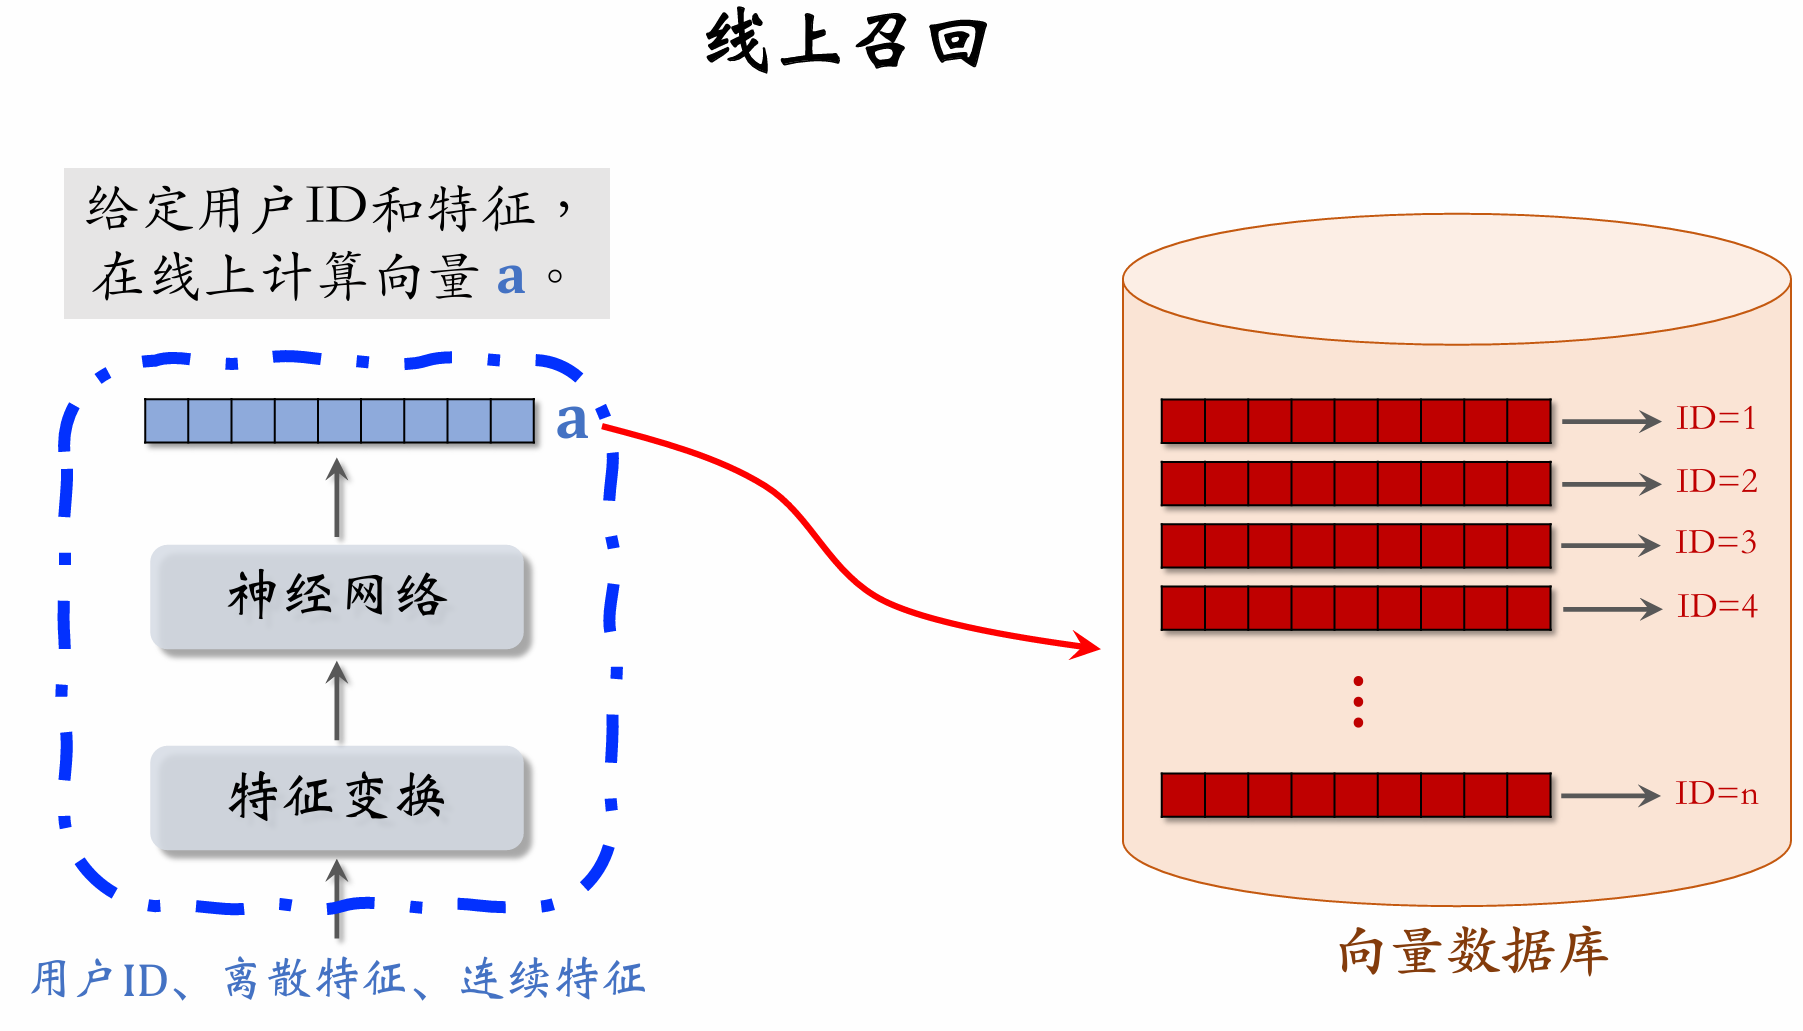 线上召回
给定用户ID和特征，
在线上计算向量 a。
a
神经网络
特征变换
用户ID、离散特征、连续特征
ID=1
ID=2
ID=3
ID=4
ID=n
向量数据库